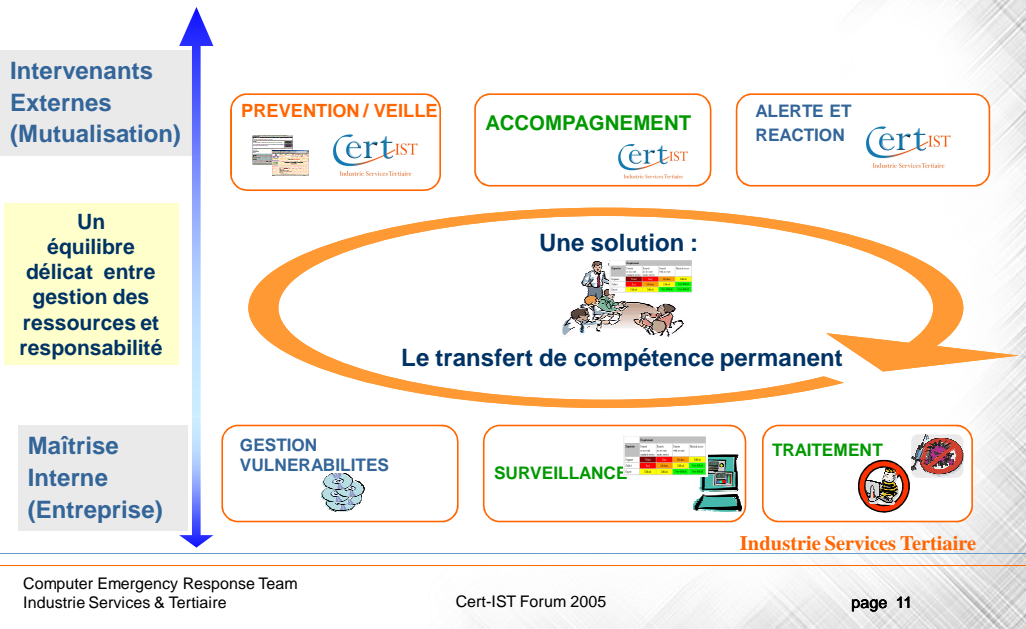 Intervenants
Externes
(Mutualisation)
PREVENTION / VEILLE
Cert IST
Industrie Services Tertiaire
ACCOMPAGNEMENT
Cert IST
Industrie Services Tertiaire
ALERTE ET
REACTION
Cert IST
Industrie Services Tertiaire
Un
équilibre
délicat entre
gestion des
ressources et
responsabilité
Une solution :
Le transfert de compétence permanent
Maîtrise
Interne
(Entreprise)
GESTION
VULNERABILITES
SURVEILLANCE
TRAITEMENT
Industrie Services Tertiaire
Computer Emergency Response Team
Industrie Services & Tertiaire
Cert-IST Forum 2005
page 11